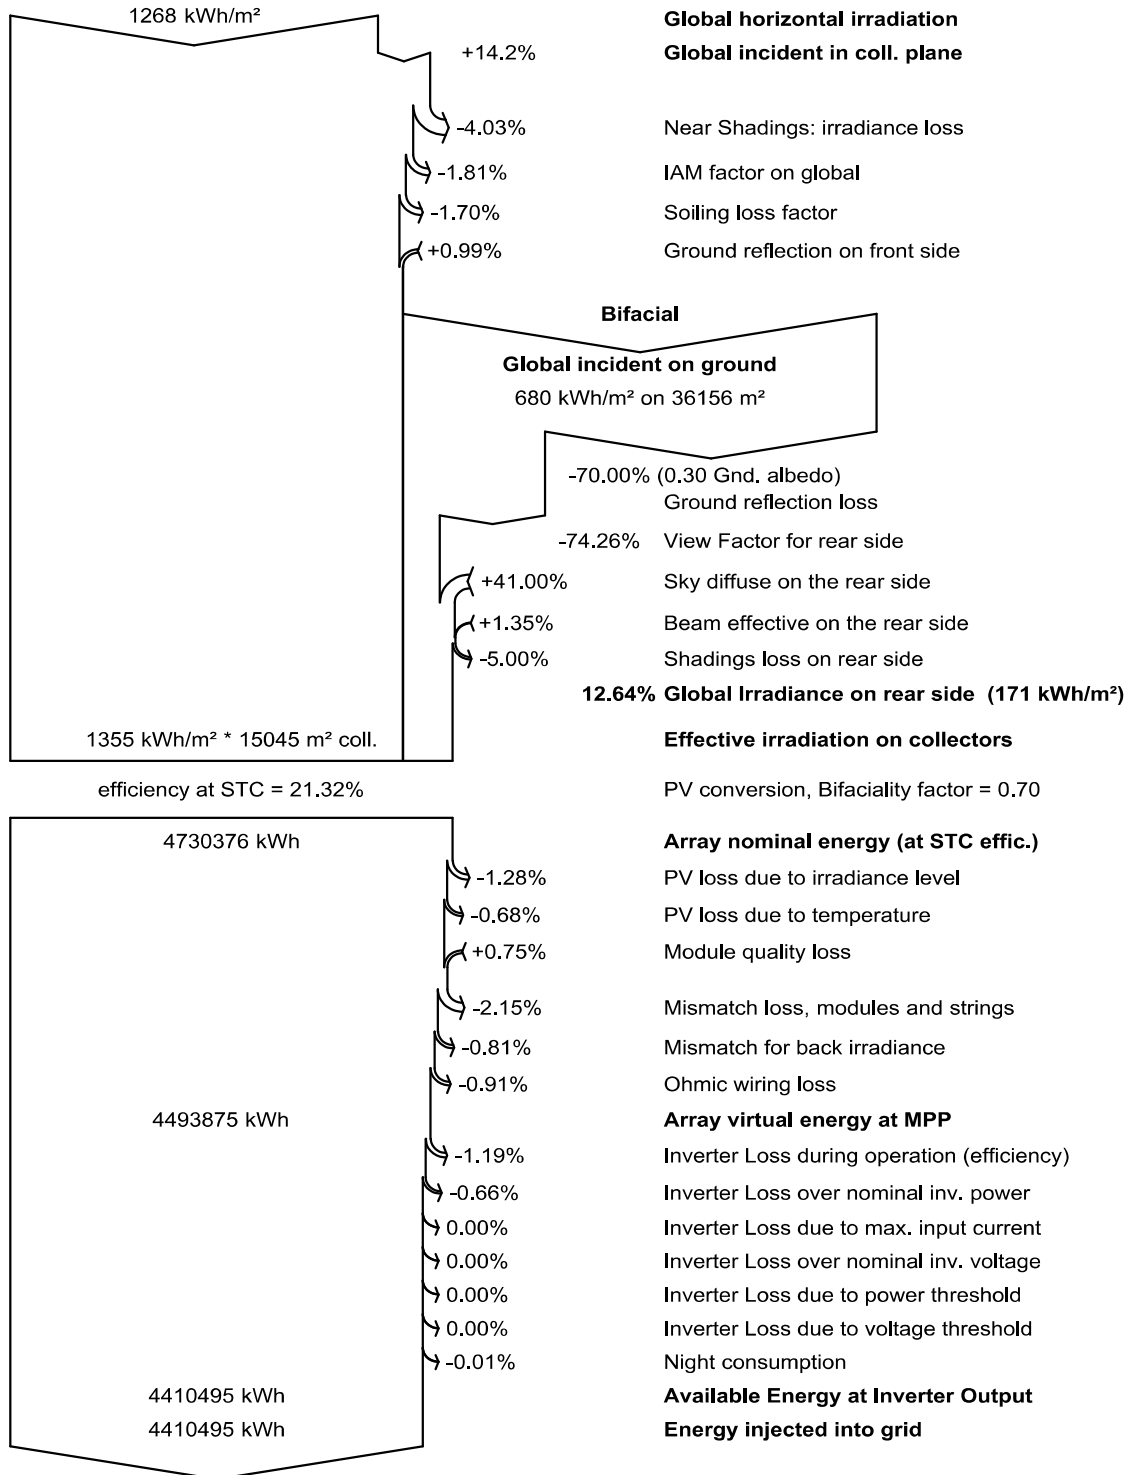 1268 kWh/m² Global horizontal irradiation
+14.2% Global incident in coll. plane
-4.03% Near Shadings: irradiance loss
-1.81% IAM factor on global
-1.70% Soiling loss factor
+0.99% Ground reflection on front side
Bifacial
Global incident on ground
680 kWh/m² on 36156 m²
-70.00% (0.30 Gnd. albedo)
Ground reflection loss
-74.26% View Factor for rear side
+41.00% Sky diffuse on the rear side
+1.35% Beam effective on the rear side
-5.00% Shadings loss on rear side
12.64% Global Irradiance on rear side (171 kWh/m²)
1355 kWh/m² * 15045 m² coll. Effective irradiation on collectors
efficiency at STC = 21.32% PV conversion, Bifaciality factor = 0.70
4730376 kWh Array nominal energy (at STC effic.)
-1.28% PV loss due to irradiance level
-0.68% PV loss due to temperature
+0.75% Module quality loss
-2.15% Mismatch loss, modules and strings
-0.81% Mismatch for back irradiance
-0.91% Ohmic wiring loss
4493875 kWh Array virtual energy at MPP
-1.19% Inverter Loss during operation (efficiency)
-0.66% Inverter Loss over nominal inv. power
0.00% Inverter Loss due to max. input current
0.00% Inverter Loss over nominal inv. voltage
0.00% Inverter Loss due to power threshold
0.00% Inverter Loss due to voltage threshold
-0.01% Night consumption
4410495 kWh Available Energy at Inverter Output
4410495 kWh Energy injected into grid